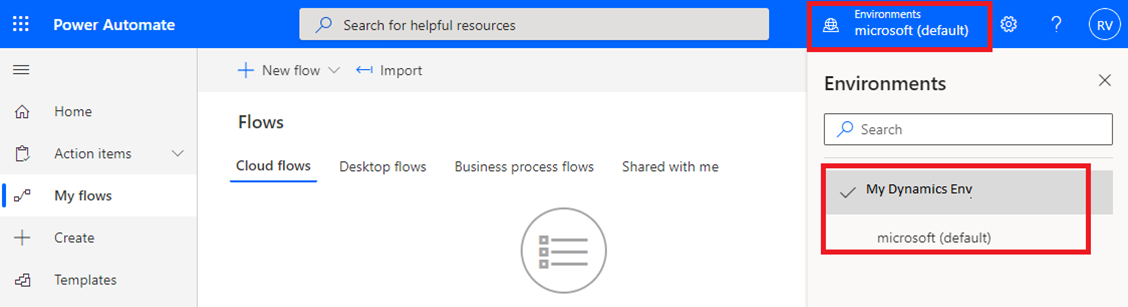 Power Automate
Search for helpful resources
Environments
microsoft (default)
?
RV
Home
Action items
My flows
Create
Templates
New flow
Import
Flows
Cloud flows
Desktop flows
Business process flows
Shared with me
Environments
Search
My Dynamics Env
microsoft (default)